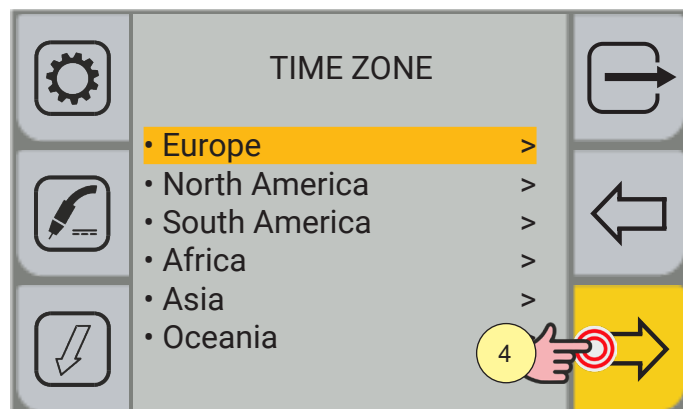 TIME ZONE
• Europe >
• North America >
• South America >
• Africa >
• Asia >
• Oceania
4